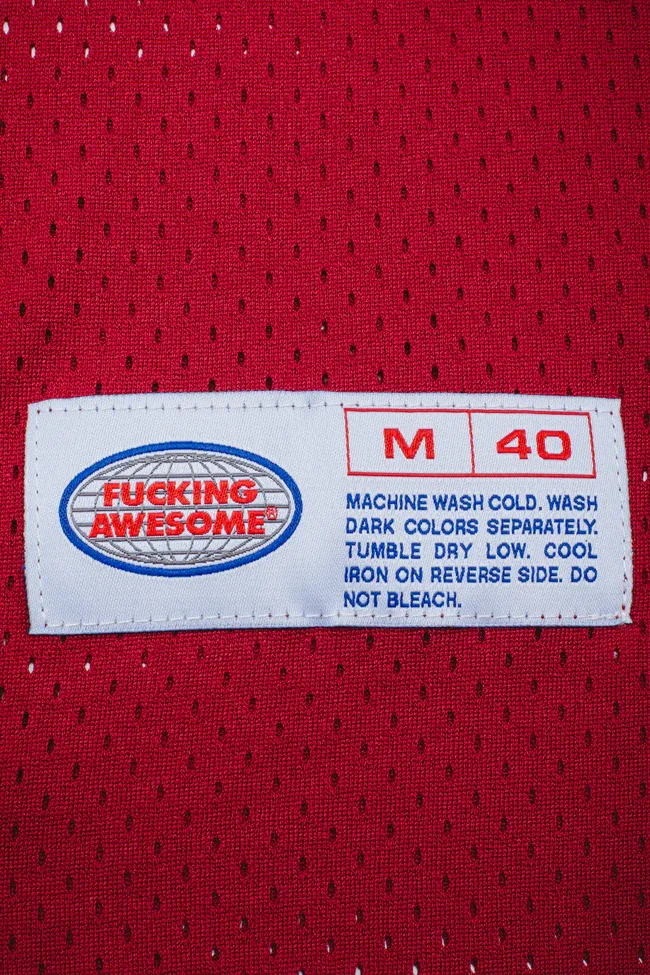 FUCKING
AWESOME®
M 40
MACHINE WASH COLD. WASH
DARK COLORS SEPARATELY.
TUMBLE DRY LOW. COOL
IRON ON REVERSE SIDE. DO
NOT BLEACH.